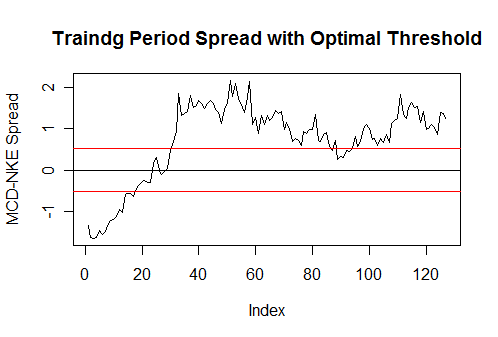 Traindg Period Spread with Optimal Threshold
MCD-NKE Spread
2
1
0
-1
0 20 40 60 80 100 120
Index